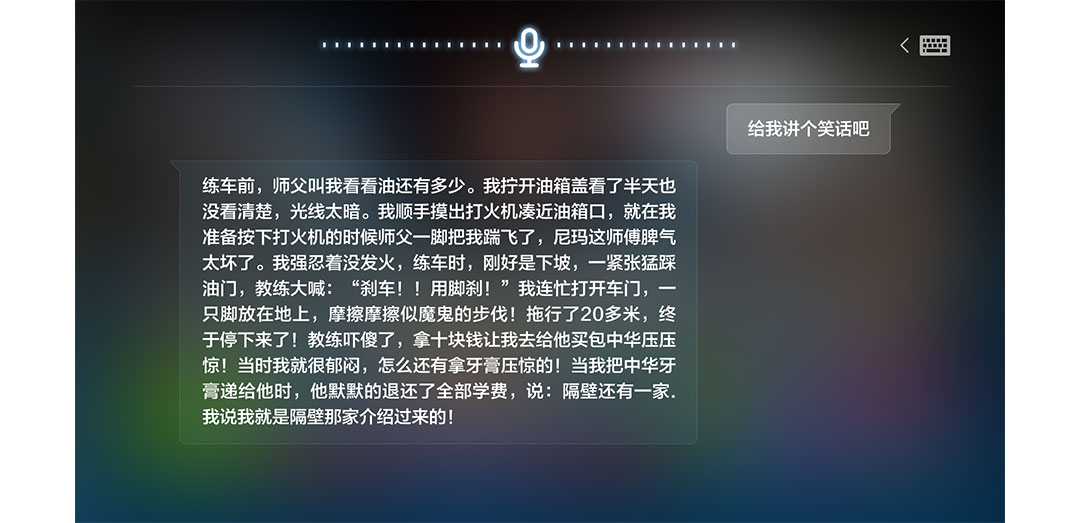 给我讲个笑话吧
练车前，师父叫我看看油还有多少。我拧开油箱盖看了半天也
没看清楚，光线太暗。我顺手摸出打火机凑近油箱口，就在我
准备按下打火机的时候师父一脚把我踹飞了，尼玛这师傅脾气
太坏了。我强忍着没发火，练车时，刚好是下坡，一紧张猛踩
油门，教练大喊：“刹车！！用脚刹！”我连忙打开车门，一
只脚放在地上，摩擦摩擦似魔鬼的步伐！拖行了20多米，终
于停下来了！教练吓傻了，拿十块钱让我去给他买包中华压压
惊！当时我就很郁闷，怎么还有拿牙膏压惊的！当我把中华牙
膏递给他时，他默默的退还了全部学费，说：隔壁还有一家.
我说我就是隔壁那家介绍过来的！